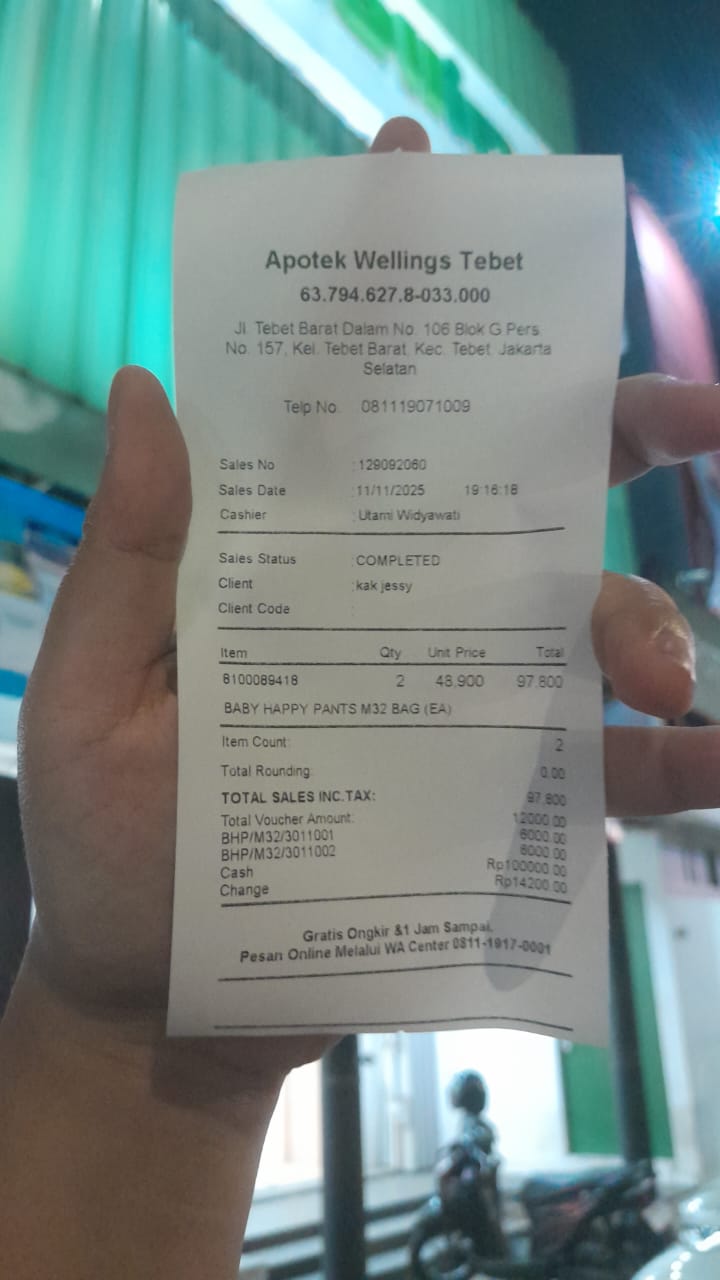 Apotek Wellings Tebet
63.794.627.8-033.000
Jl. Tebet Barat Dalam No. 106 Blok G Pers.
No. 157, Kel. Tebet Barat, Kec. Tebet, Jakarta
Selatan
Telp No. 081119071009
Sales No : 129092060
Sales Date : 11/11/2025 19:16:18
Cashier : Utami Widyawati
Sales Status : COMPLETED
Client : kak jessy
Client Code :
Item Qty Unit Price Total
8100089418 2 48,900 97,800
BABY HAPPY PANTS M32 BAG (EA)
Item Count: 2
Total Rounding: 0.00
TOTAL SALES INC.TAX: 97,800
Total Voucher Amount: 12000.00
BHP/M32/3011001 6000.00
BHP/M32/3011002 6000.00
Cash Rp100000.00
Change Rp14200.00
Gratis Ongkir &1 Jam Sampai,
Pesan Online Melalui WA Center 0811-1917-0001